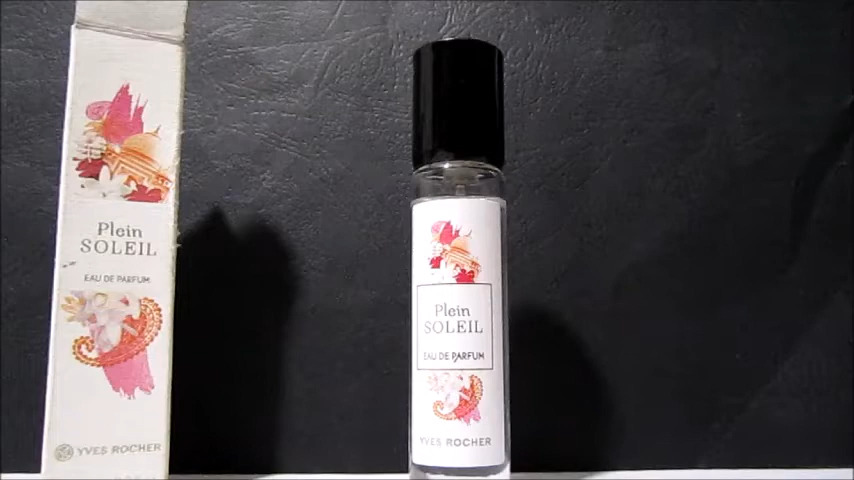 Plein
SOLEIL
EAU DE PARFUM
YVES ROCHER
Plein
SOLEIL
EAU DE PARFUM
YVES ROCHER